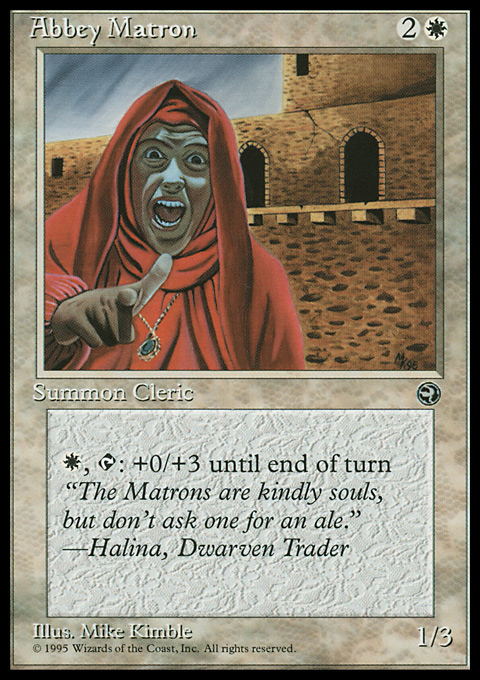 Abbey Matron 2
MK95
Summon Cleric
, : +0/+3 until end of turn
“The Matrons are kindly souls,
but don’t ask one for an ale.”
—Halina, Dwarven Trader
Illus. Mike Kimble
1/3
© 1995 Wizards of the Coast, Inc. All rights reserved.